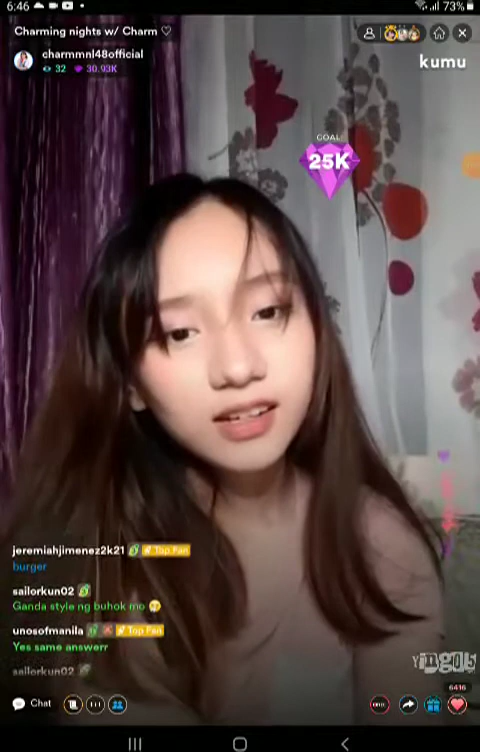 6:46
73%
Charming nights w/ Charm ♡
charmmnl48official
32 30.93K
kumu
GOAL:
25K
jeremiahjimenez2k21 Top Fan
burger
sailorkun02
Ganda style ng buhok mo 😍
unosofmanila Top Fan
Yes same answerr
sailorkun02
Chat
6416